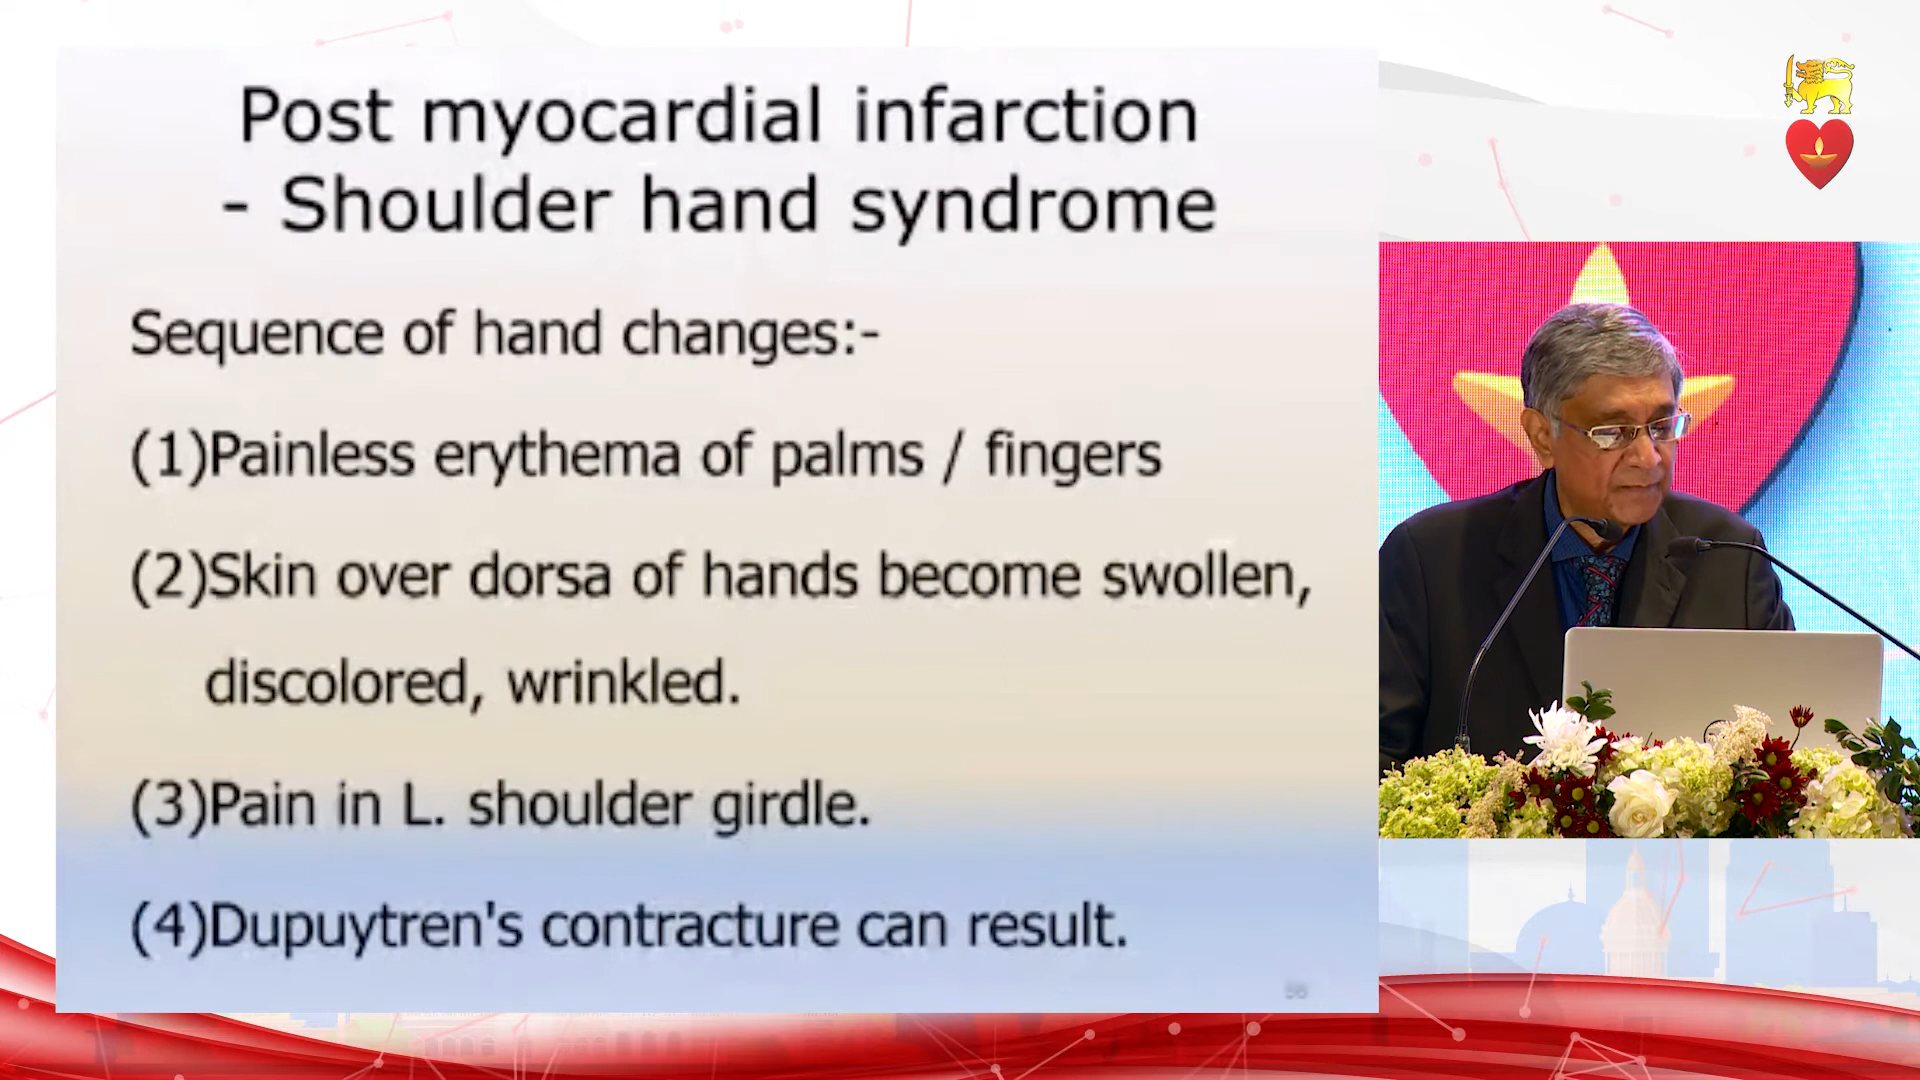 Post myocardial infarction
- Shoulder hand syndrome
Sequence of hand changes:-
(1)Painless erythema of palms / fingers
(2)Skin over dorsa of hands become swollen,
discolored, wrinkled.
(3)Pain in L. shoulder girdle.
(4)Dupuytren's contracture can result.